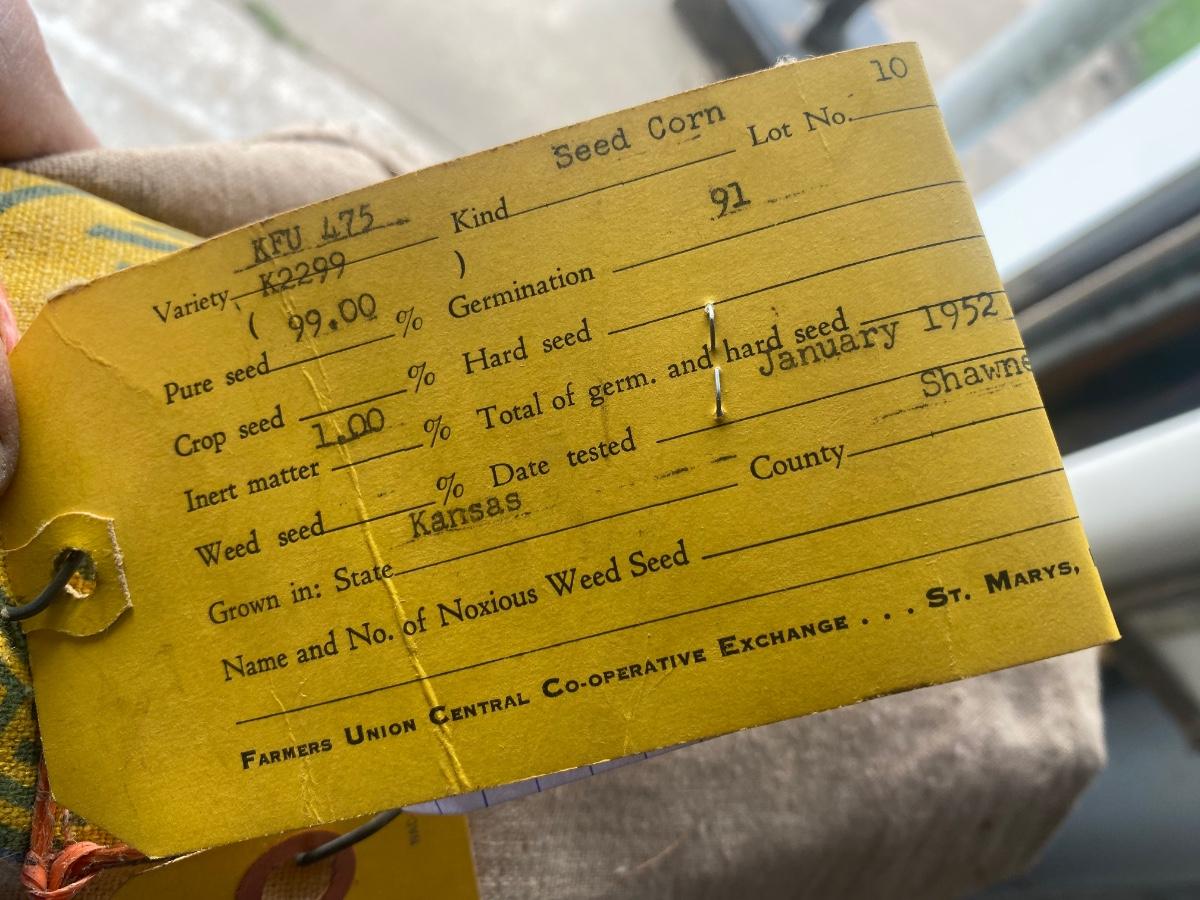 Seed Corn 10
KFU 475 Kind Lot No.
Variety K2299 ) 91
( 99.00 % Germination
Pure seed % Hard seed
Crop seed % Total of germ. and hard seed
1.00 January 1952
Inert matter % Date tested Shawne
Weed seed Kansas County
Grown in: State
Name and No. of Noxious Weed Seed
Farmers Union Central Co-operative Exchange . . . St. Marys,